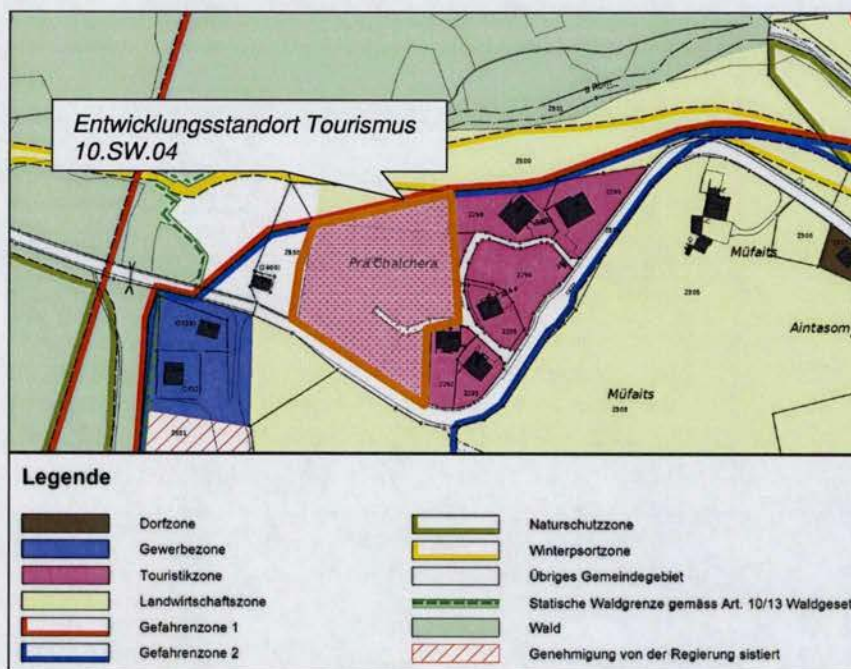 Entwicklungsstandort Tourismus
10.SW.04
2500
Pra Chalchera
Müfaits
Aintasom
Müfaits
Legende
Dorfzone
Gewerbezone
Touristikzone
Landwirtschaftszone
Gefahrenzone 1
Gefahrenzone 2
Naturschutzzone
Winterpsortzone
Übriges Gemeindegebiet
Statische Waldgrenze gemäss Art. 10/13 Waldgeset
Wald
Genehmigung von der Regierung sistiert